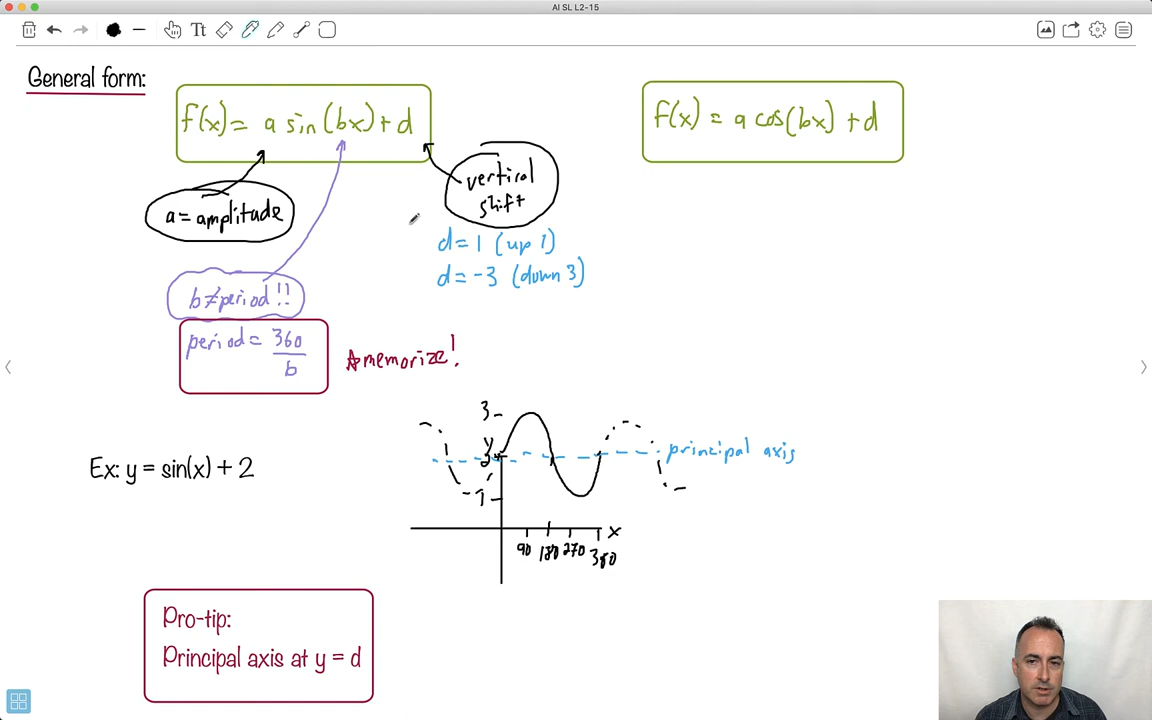 AI SL L2-15
Tt
General form:
f(x) = a sin(bx) + d
f(x) = a cos(bx) + d
a = amplitude
vertical
shift
d = 1 (up 1)
d = -3 (down 3)
b ≠ period!!
period = 360
b
memorize!
3
y
2
principal axis
Ex: y = sin(x) + 2
1
x
90 180 270 360
Pro-tip:
Principal axis at y = d